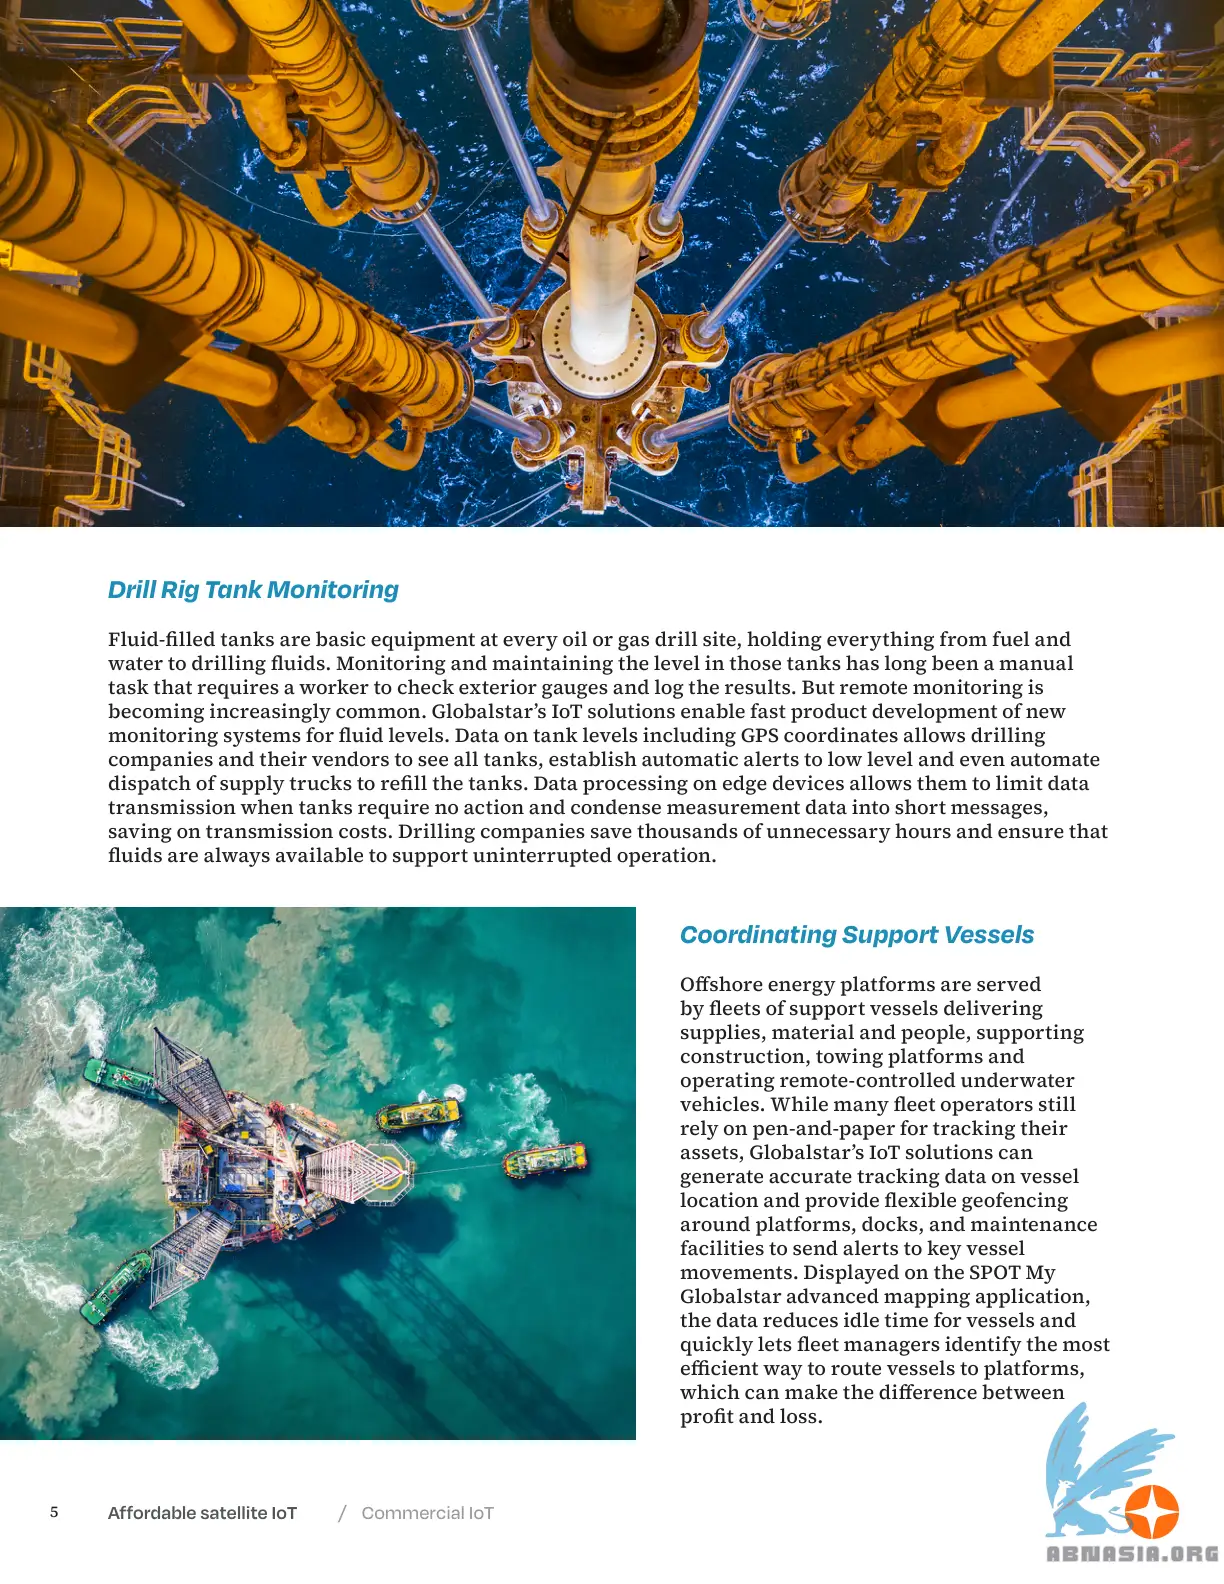 Drill Rig Tank Monitoring
Fluid-filled tanks are basic equipment at every oil or gas drill site, holding everything from fuel and
water to drilling fluids. Monitoring and maintaining the level in those tanks has long been a manual
task that requires a worker to check exterior gauges and log the results. But remote monitoring is
becoming increasingly common. Globalstar’s IoT solutions enable fast product development of new
monitoring systems for fluid levels. Data on tank levels including GPS coordinates allows drilling
companies and their vendors to see all tanks, establish automatic alerts to low level and even automate
dispatch of supply trucks to refill the tanks. Data processing on edge devices allows them to limit data
transmission when tanks require no action and condense measurement data into short messages,
saving on transmission costs. Drilling companies save thousands of unnecessary hours and ensure that
fluids are always available to support uninterrupted operation.
Coordinating Support Vessels
Offshore energy platforms are served
by fleets of support vessels delivering
supplies, material and people, supporting
construction, towing platforms and
operating remote-controlled underwater
vehicles. While many fleet operators still
rely on pen-and-paper for tracking their
assets, Globalstar’s IoT solutions can
generate accurate tracking data on vessel
location and provide flexible geofencing
around platforms, docks, and maintenance
facilities to send alerts to key vessel
movements. Displayed on the SPOT My
Globalstar advanced mapping application,
the data reduces idle time for vessels and
quickly lets fleet managers identify the most
efficient way to route vessels to platforms,
which can make the difference between
profit and loss.
5 Affordable satellite IoT / Commercial IoT
ABNASIA.ORG